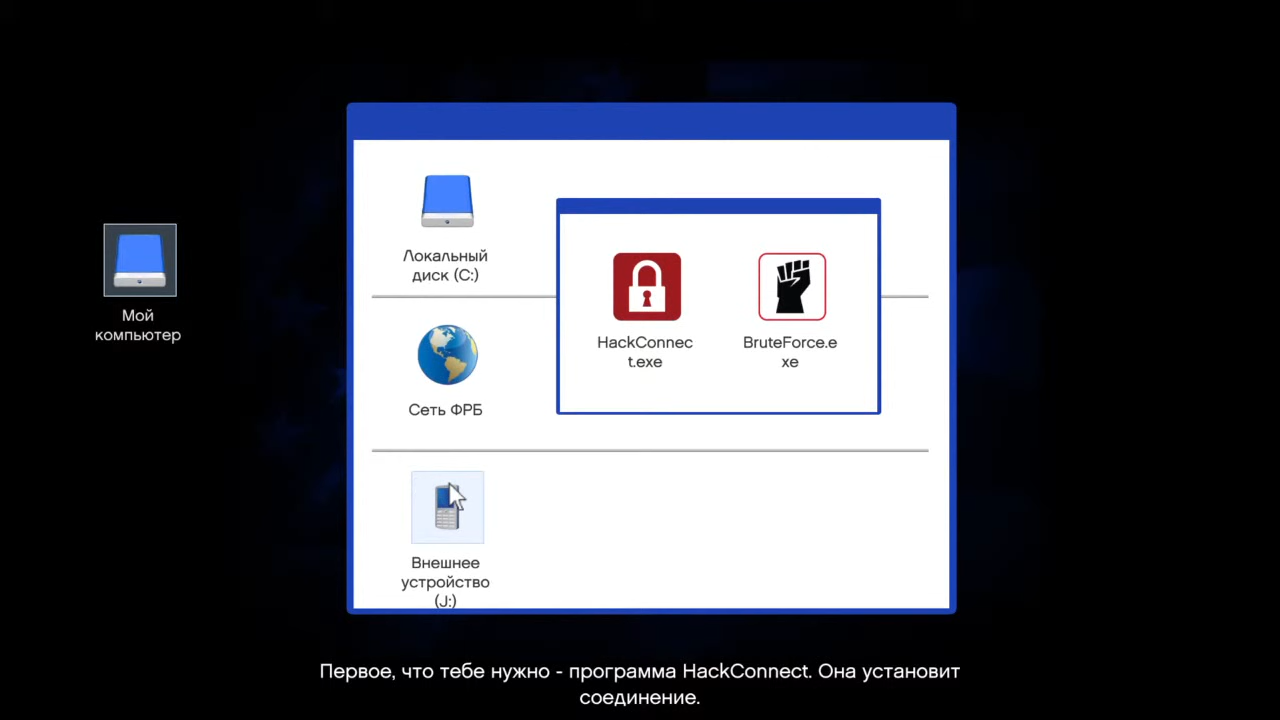 Мой
компьютер
Локальный
диск (C:)
Сеть ФРБ
Внешнее
устройство
(J:)
HackConnec
t.exe
BruteForce.e
xe
Первое, что тебе нужно - программа HackConnect. Она установит
соединение.